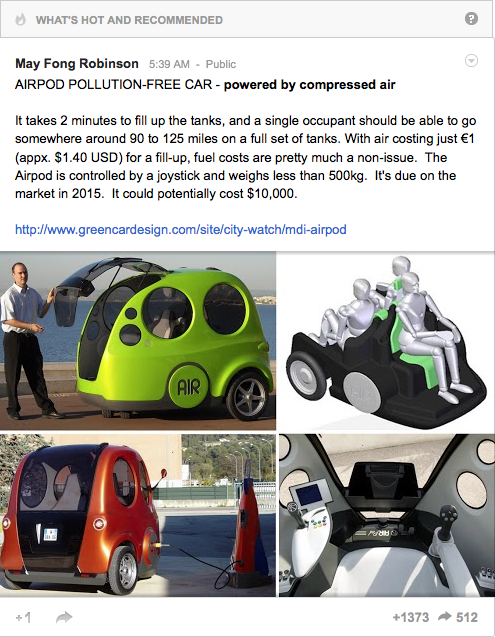 WHAT'S HOT AND RECOMMENDED
?
May Fong Robinson 5:39 AM - Public
AIRPOD POLLUTION-FREE CAR - powered by compressed air
It takes 2 minutes to fill up the tanks, and a single occupant should be able to go
somewhere around 90 to 125 miles on a full set of tanks. With air costing just €1
(appx. $1.40 USD) for a fill-up, fuel costs are pretty much a non-issue.  The
Airpod is controlled by a joystick and weighs less than 500kg.  It's due on the
market in 2015.  It could potentially cost $10,000.
http://www.greencardesign.com/site/city-watch/mdi-airpod
AIR
+1
+1373 512